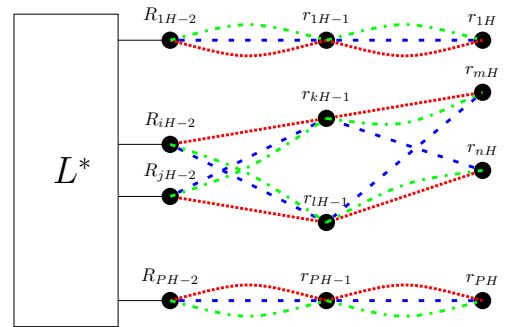 R_{1H−2} r_{1H−1} r_{1H}
r_{mH}
r_{kH−1}
R_{iH−2}
r_{nH}
L*
R_{jH−2}
r_{lH−1}
R_{PH−2} r_{PH−1} r_{PH}